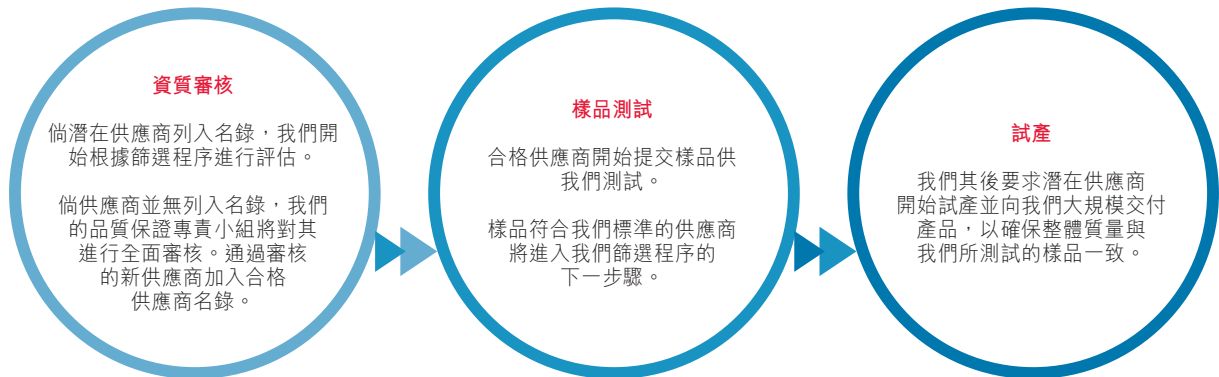 資質審核
倘潛在供應商列入名錄，我們開
始根據篩選程序進行評估。
倘供應商並無列入名錄，我們
的品質保證專責小組將對其
進行全面審核。通過審核
的新供應商加入合格
供應商名錄。
樣品測試
合格供應商開始提交樣品供
我們測試。
樣品符合我們標準的供應商
將進入我們篩選程序的
下一步驟。
試產
我們其後要求潛在供應商
開始試產並向我們大規模交付
產品，以確保整體質量與
我們所測試的樣品一致。